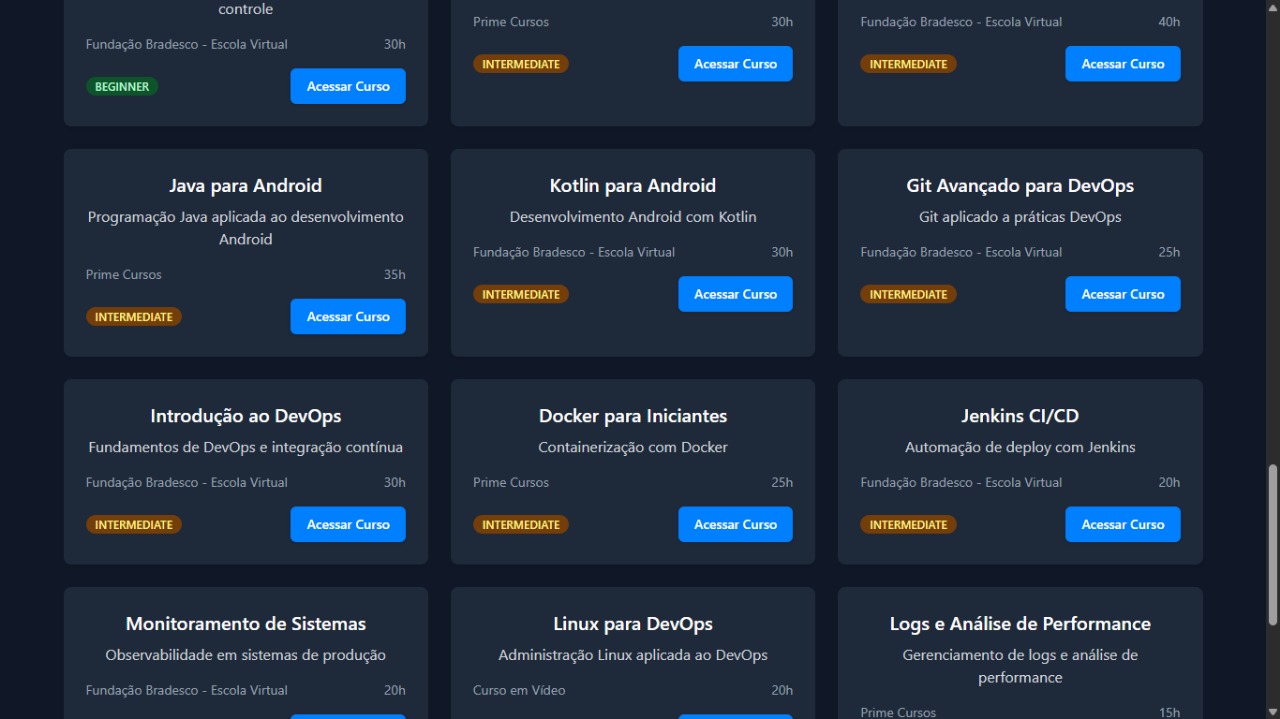 controle
Fundação Bradesco - Escola Virtual 30h
BEGINNER Acessar Curso
Prime Cursos 30h
INTERMEDIATE Acessar Curso
Fundação Bradesco - Escola Virtual 40h
INTERMEDIATE Acessar Curso
Java para Android
Programação Java aplicada ao desenvolvimento
Android
Prime Cursos 35h
INTERMEDIATE Acessar Curso
Kotlin para Android
Desenvolvimento Android com Kotlin
Fundação Bradesco - Escola Virtual 30h
INTERMEDIATE Acessar Curso
Git Avançado para DevOps
Git aplicado a práticas DevOps
Fundação Bradesco - Escola Virtual 25h
INTERMEDIATE Acessar Curso
Introdução ao DevOps
Fundamentos de DevOps e integração contínua
Fundação Bradesco - Escola Virtual 30h
INTERMEDIATE Acessar Curso
Docker para Iniciantes
Containerização com Docker
Prime Cursos 25h
INTERMEDIATE Acessar Curso
Jenkins CI/CD
Automação de deploy com Jenkins
Fundação Bradesco - Escola Virtual 20h
INTERMEDIATE Acessar Curso
Monitoramento de Sistemas
Observabilidade em sistemas de produção
Fundação Bradesco - Escola Virtual 20h
Linux para DevOps
Administração Linux aplicada ao DevOps
Curso em Vídeo 20h
Logs e Análise de Performance
Gerenciamento de logs e análise de
performance
Prime Cursos 15h